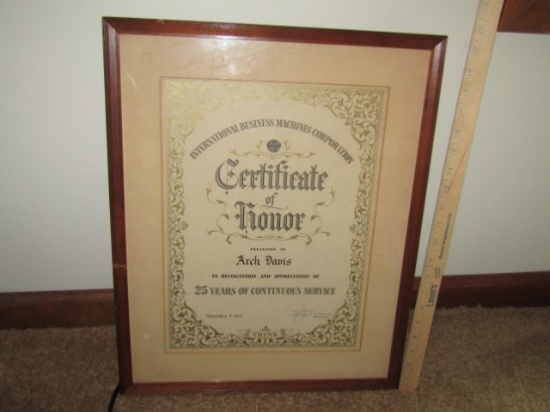 INTERNATIONAL BUSINESS MACHINES CORPORATION
Certificate
of
Honor
PRESENTED TO
Arch Davis
IN RECOGNITION AND APPRECIATION OF
25 YEARS OF CONTINUOUS SERVICE
THINK